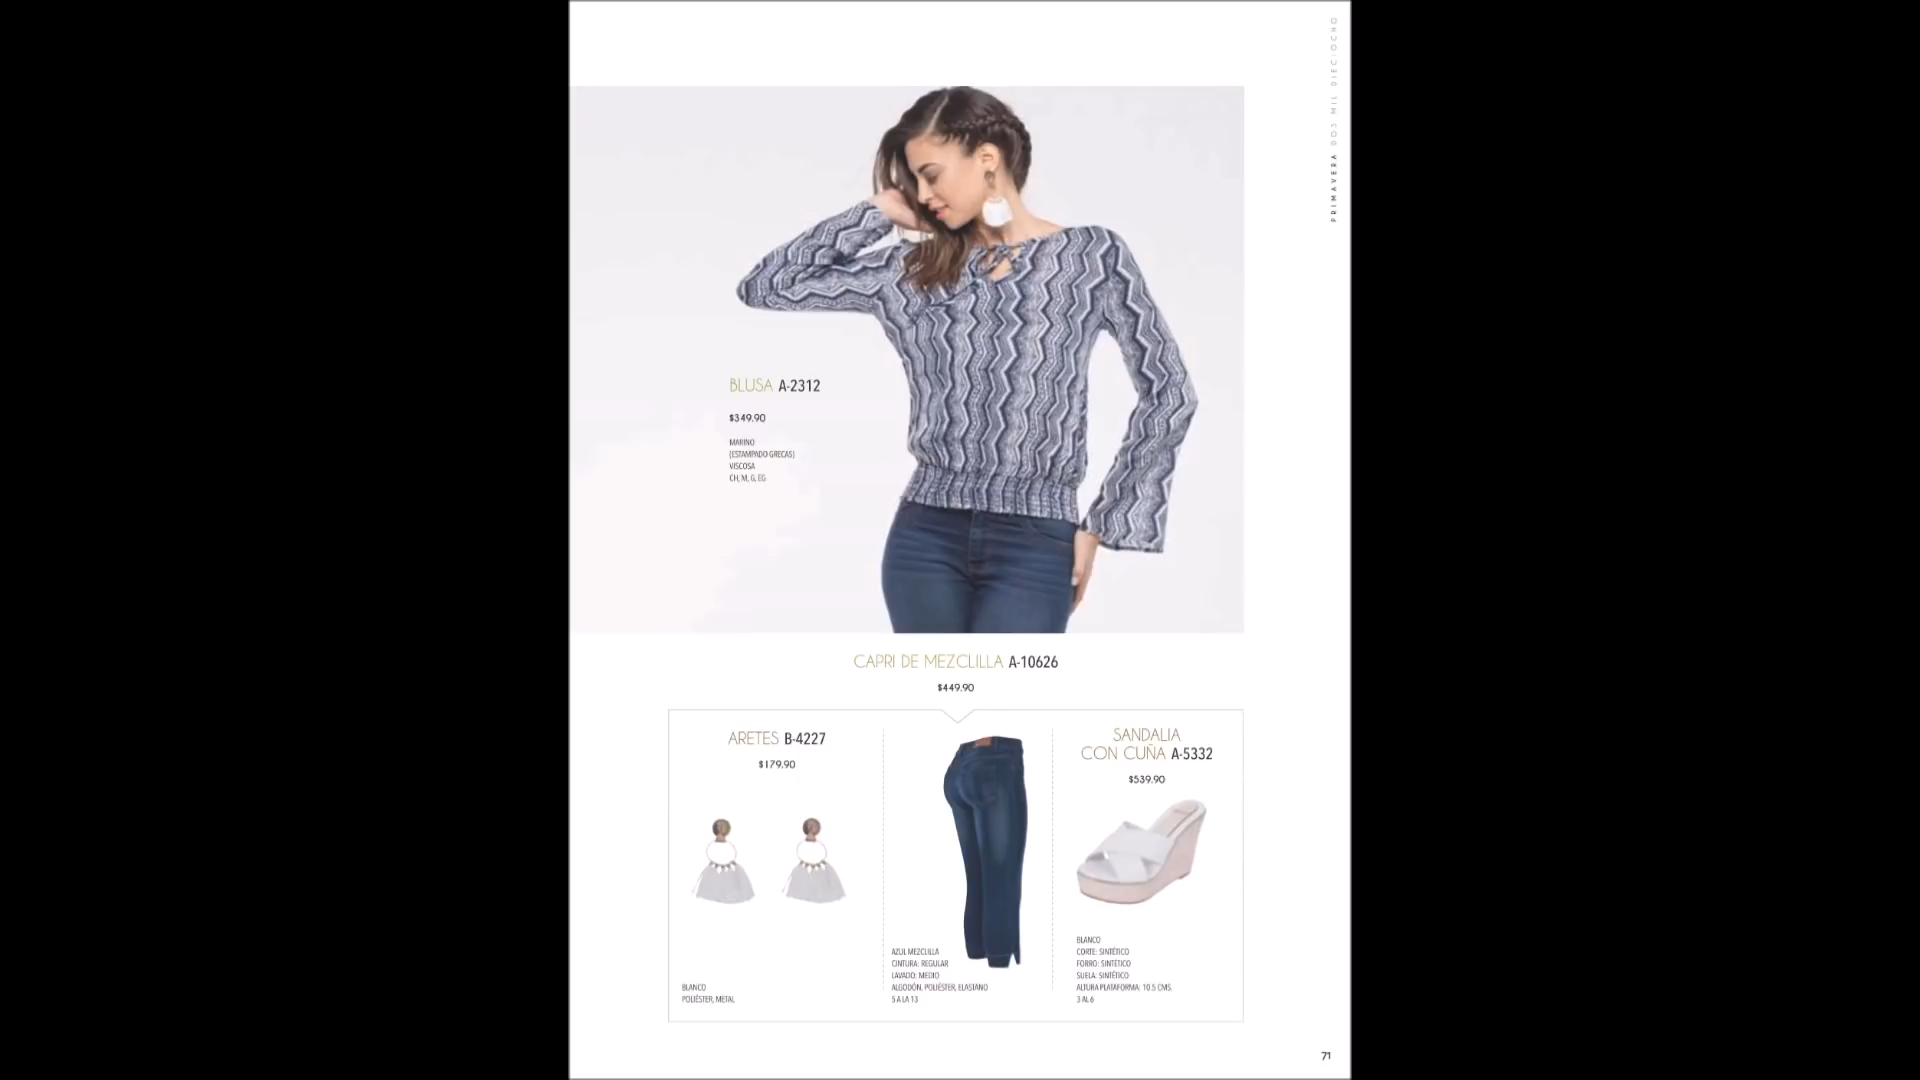 PRIMAVERA DOS MIL DIECIOCHO
BLUSA A-2312
$349.90
MARINO
(ESTAMPADO GRECAS)
VISCOSA
CH, M, G, EG
CAPRI DE MEZCLILLA A-10626
$449.90
ARETES B-4227
$179.90
BLANCO
POLIÉSTER, METAL
AZUL MEZCLILLA
CINTURA: REGULAR
LAVADO: MEDIO
ALGODÓN, POLIÉSTER, ELASTANO
5 A LA 13
SANDALIA
CON CUÑA A-5332
$539.90
BLANCO
CORTE: SINTÉTICO
FORRO: SINTÉTICO
SUELA: SINTÉTICO
ALTURA PLATAFORMA: 10.5 CMS.
3 AL 6
71